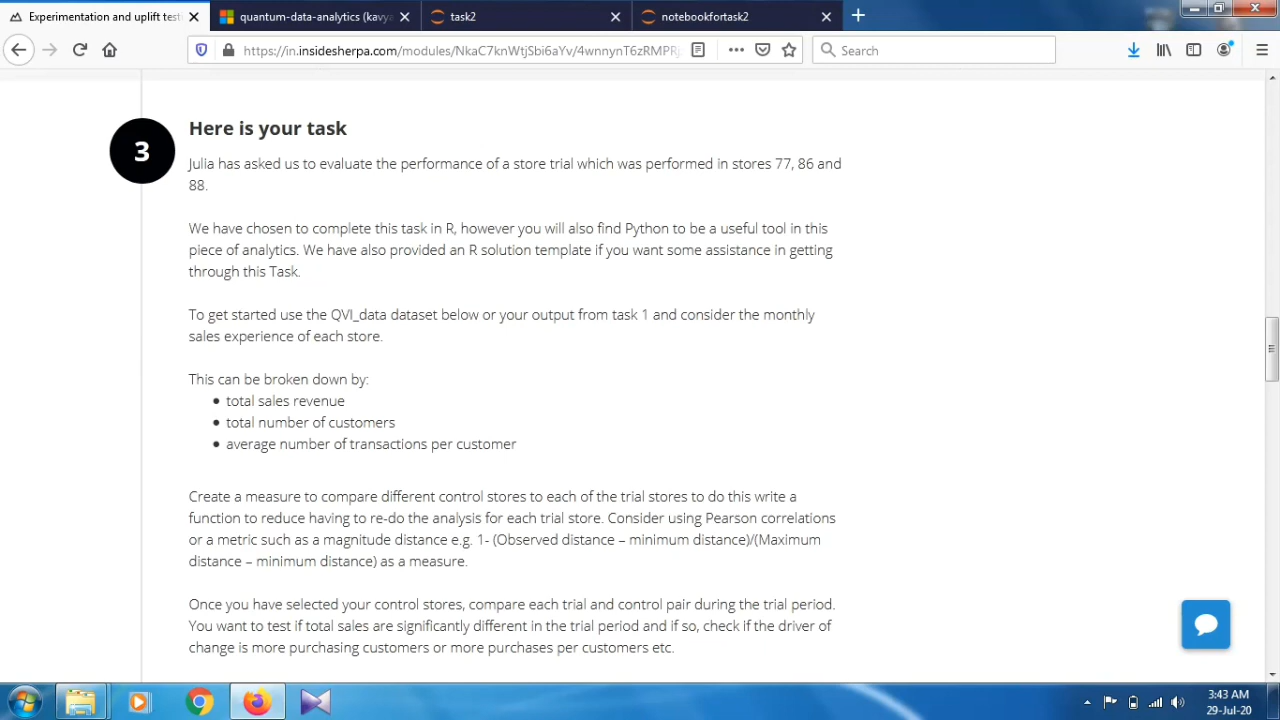 Experimentation and uplift test
quantum-data-analytics (kavya
task2
notebookfortask2
https://in.insidesherpa.com/modules/NkaC7knWtjSbi6aYv/4wnnynT6zRMPRp
Search
3
Here is your task
Julia has asked us to evaluate the performance of a store trial which was performed in stores 77, 86 and
88.
We have chosen to complete this task in R, however you will also find Python to be a useful tool in this
piece of analytics. We have also provided an R solution template if you want some assistance in getting
through this Task.
To get started use the QVI_data dataset below or your output from task 1 and consider the monthly
sales experience of each store.
This can be broken down by:
• total sales revenue
• total number of customers
• average number of transactions per customer
Create a measure to compare different control stores to each of the trial stores to do this write a
function to reduce having to re-do the analysis for each trial store. Consider using Pearson correlations
or a metric such as a magnitude distance e.g. 1- (Observed distance – minimum distance)/(Maximum
distance – minimum distance) as a measure.
Once you have selected your control stores, compare each trial and control pair during the trial period.
You want to test if total sales are significantly different in the trial period and if so, check if the driver of
change is more purchasing customers or more purchases per customers etc.
3:43 AM
29-Jul-20